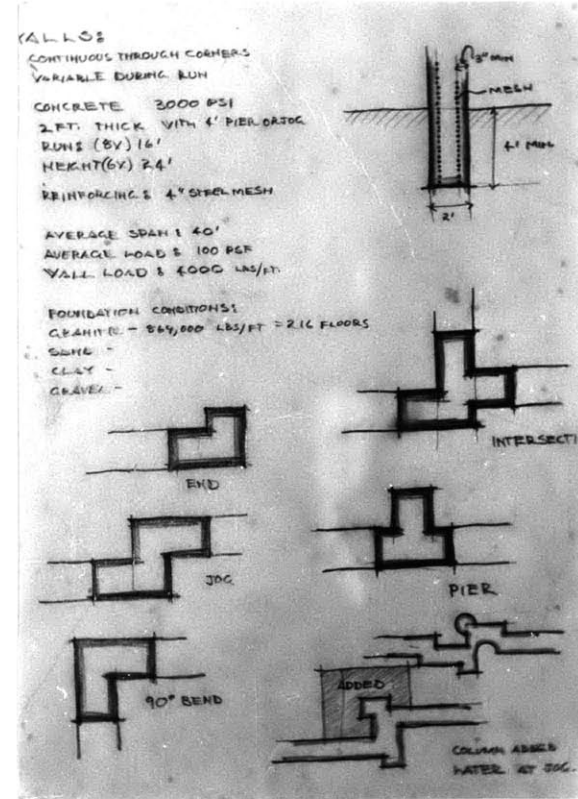 ALLS:
CONTINUOUS THROUGH CORNERS
VARIABLE DURING RUN
CONCRETE 3000 PSI
2 FT. THICK WITH 4' PIER OR JOG
RUNS (8X) 16'
HEIGHT (6X) 24'
REINFORCING: 4" STEEL MESH
AVERAGE SPAN: 40'
AVERAGE LOAD: 100 PSF
WALL LOAD: 4000 LBS/FT.
FOUNDATION CONDITIONS:
GRANITE - 864,000 LBS/FT = 216 FLOORS
SAND -
CLAY -
GRAVEL -
3" MIN
MESH
4' MIN
2'
INTERSECTI
END
JOG
PIER
90° BEND
ADDED
COLUMN ADDED
LATER AT JOG.